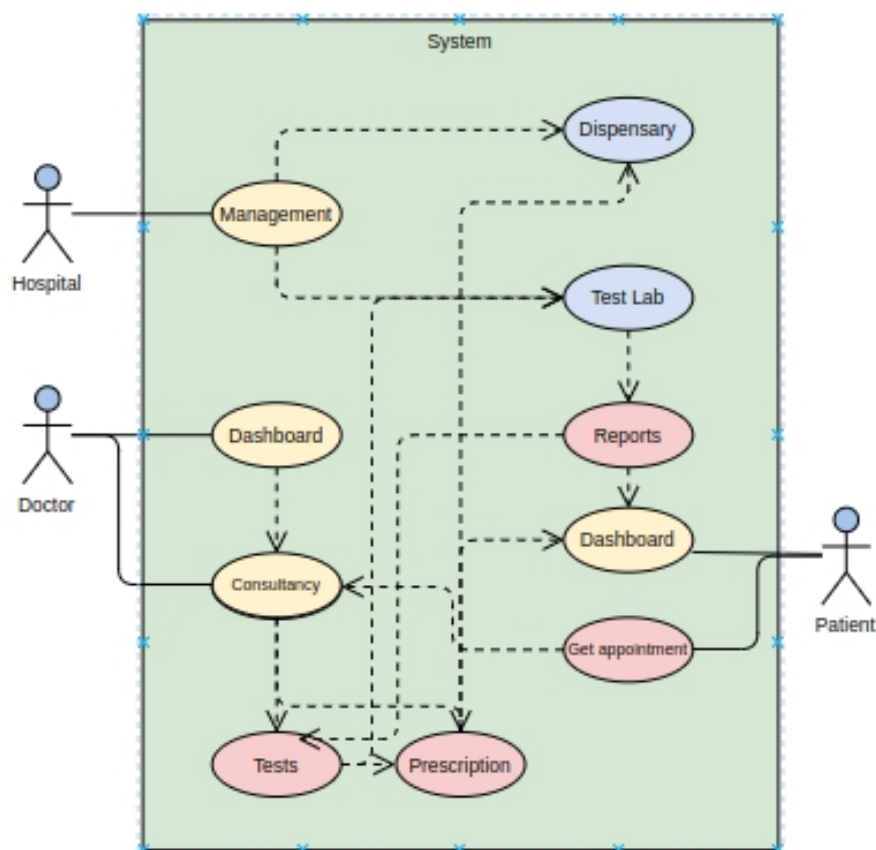 System
Dispensary
Management
Hospital
Test Lab
Dashboard
Reports
Doctor
Dashboard
Consultancy
Patient
Get appointment
Tests
Prescription